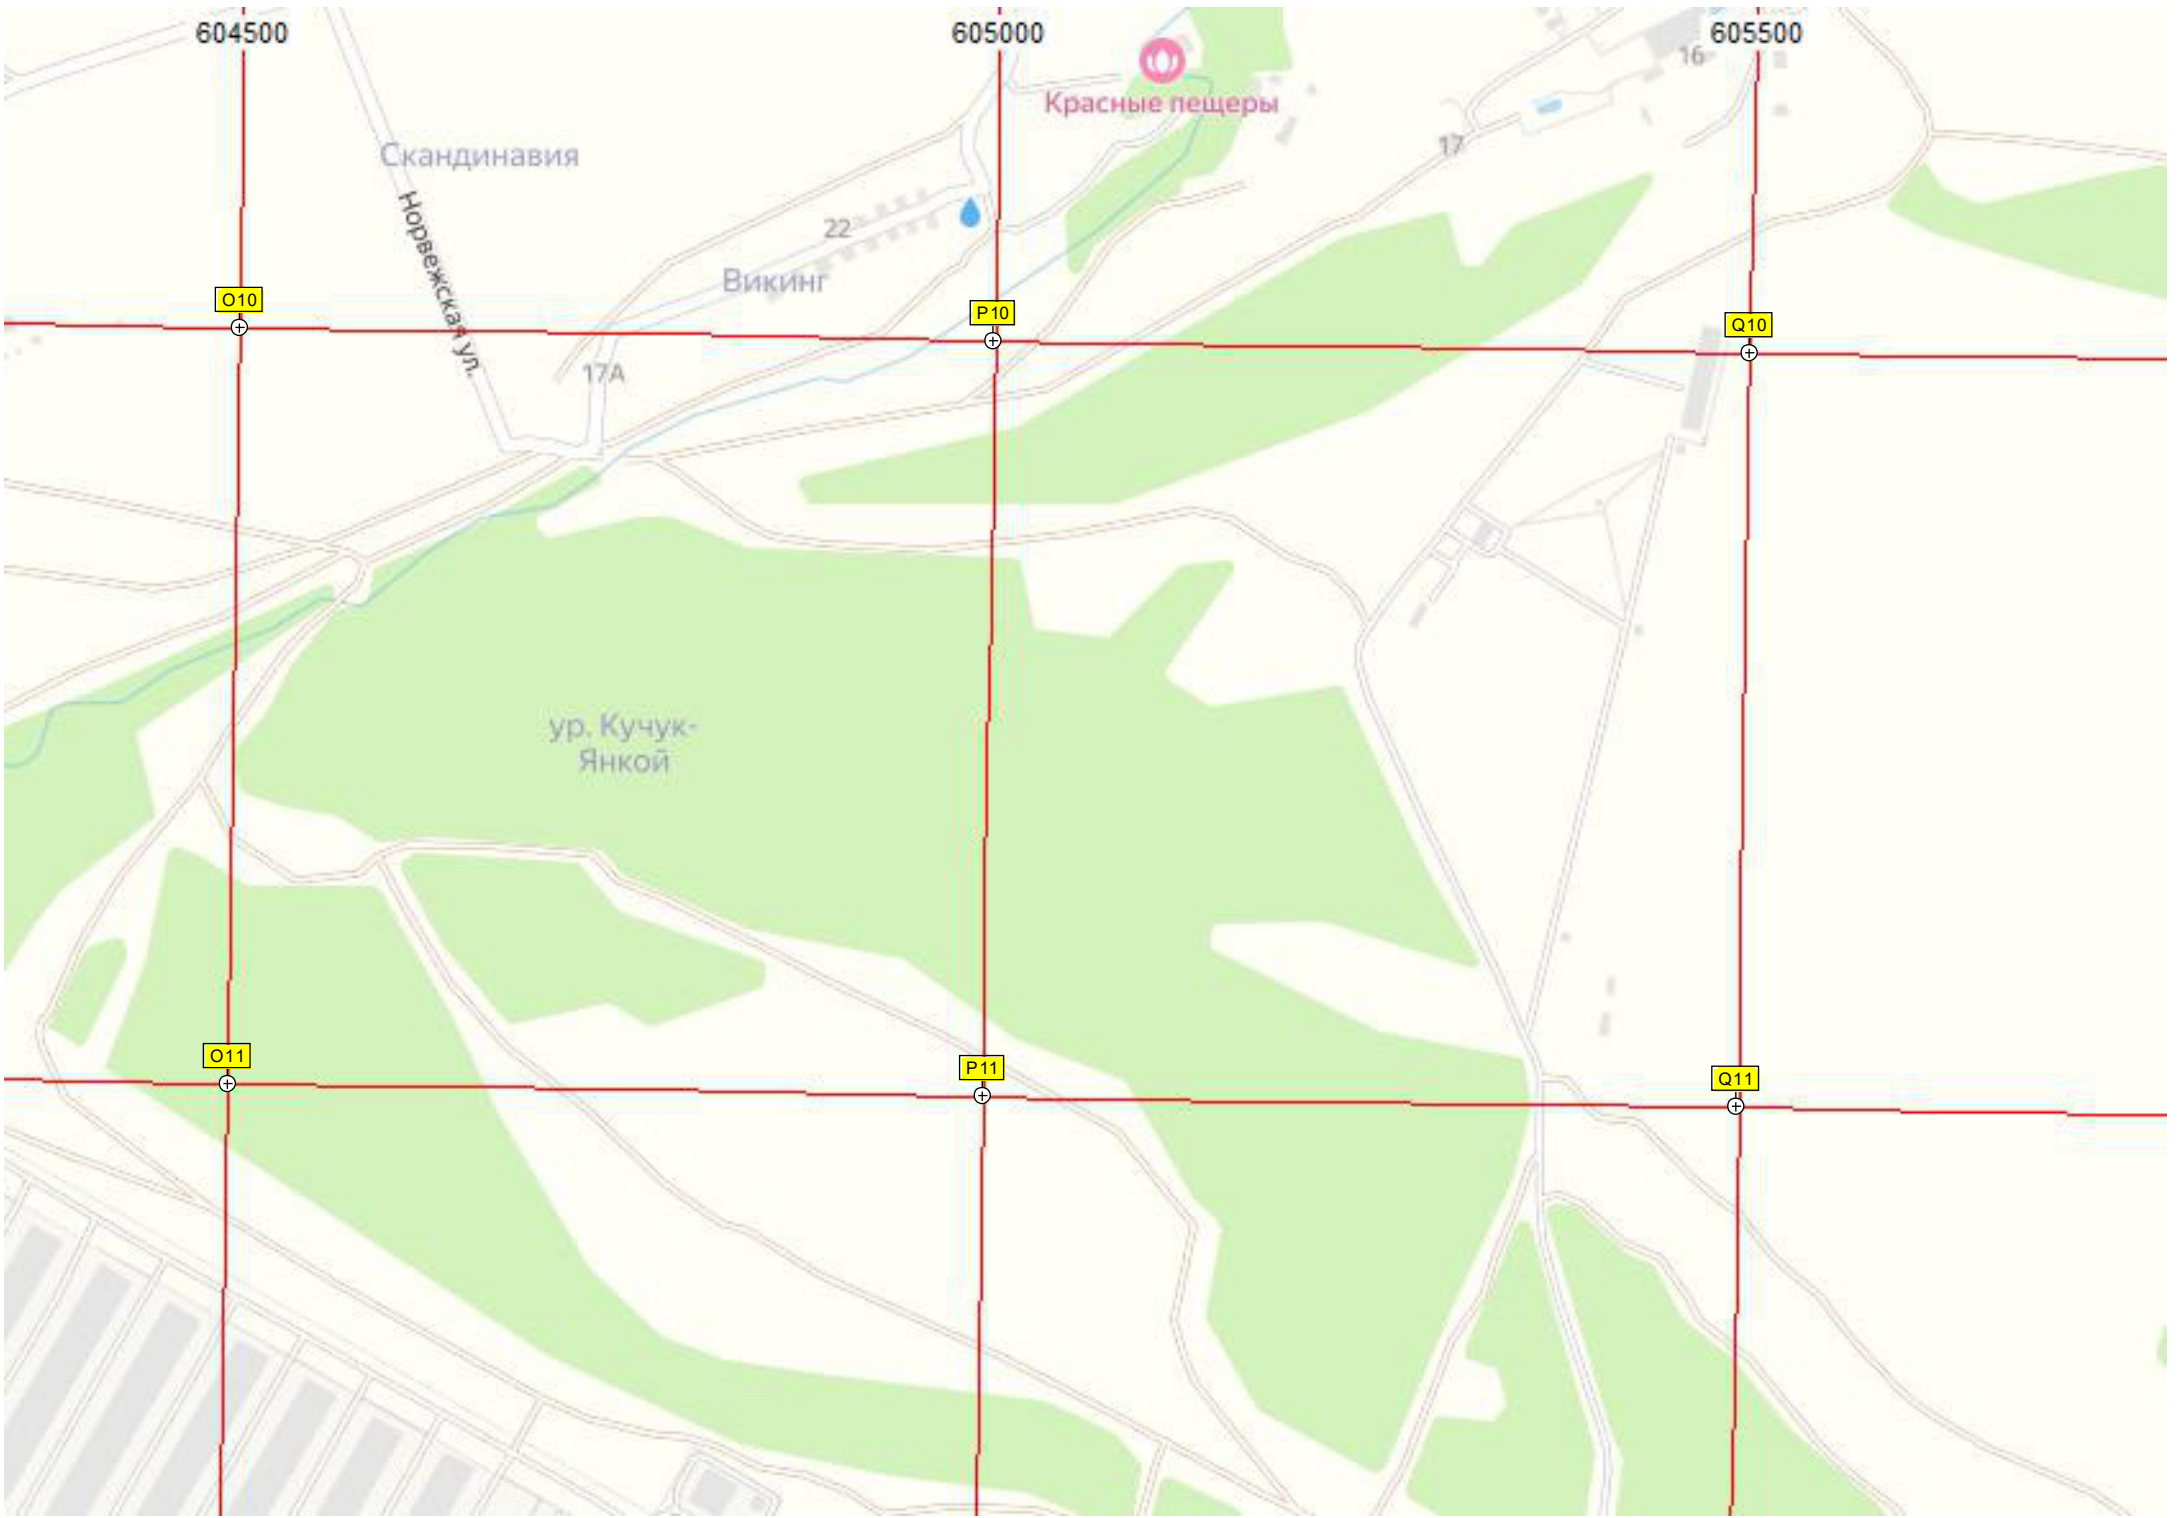 604500
605000
605500
16
Красные пещеры
17
Скандинавия
Норвежская ул.
22
Викинг
O10
P10
Q10
17А
ур. Кучук-
Янкой
O11
P11
Q11